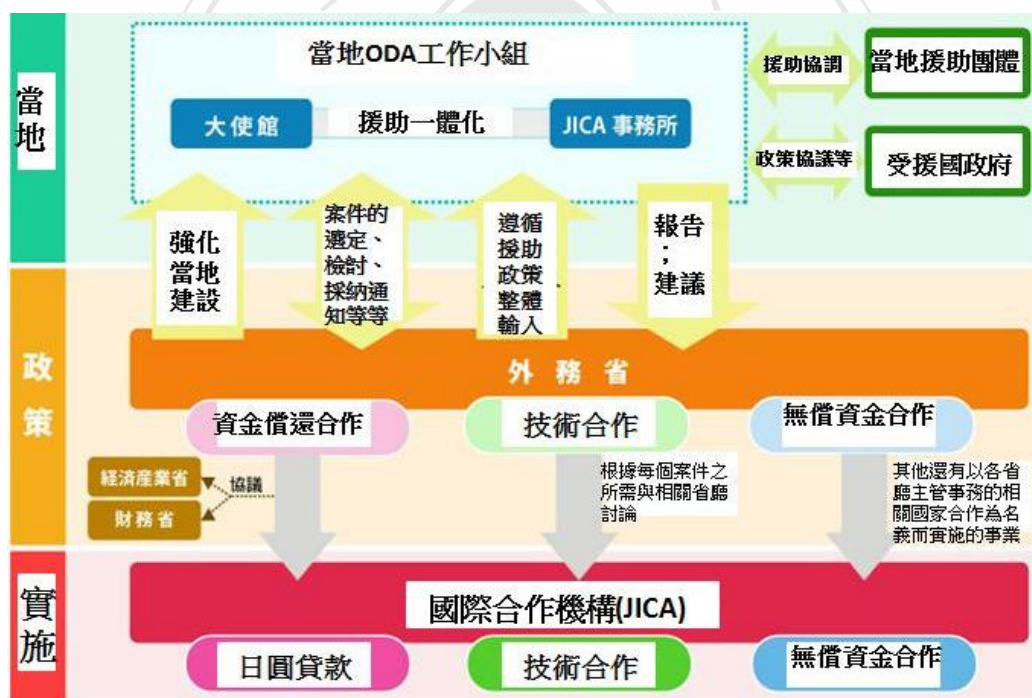 當地
當地ODA工作小組
大使館
援助一體化
JICA 事務所
援助協調
當地援助團體
政策協議等
受援國政府
強化
當地
建設
案件的
選定、
檢討、
採納通
知等等
遵循
援助
政策
整體
輸入
報告
；
建議
政策
外務省
資金償還合作
技術合作
無償資金合作
経済産業省
財務省
協議
根據每個案件之
所需與相關省廳
討論
其他還有以各省
廳主管事務的相
關國家合作為名
義而實施的事業
實施
國際合作機構(JICA)
日圓貸款
技術合作
無償資金合作